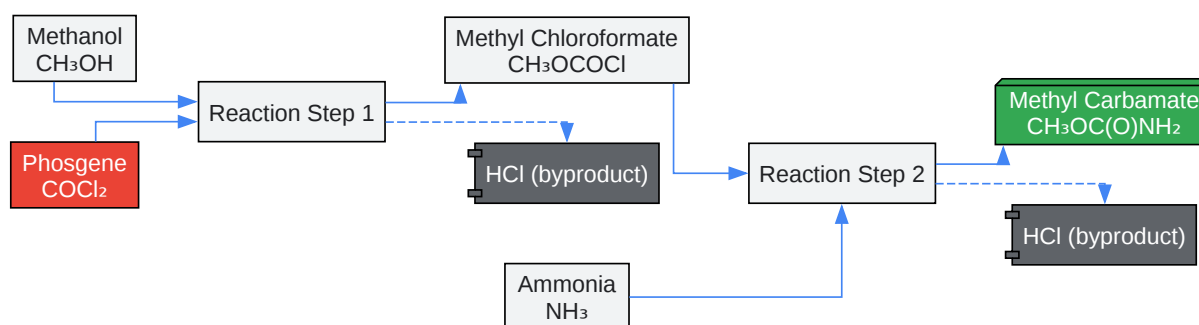 Methanol
CH₃OH
Phosgene
COCl₂
Reaction Step 1
Methyl Chloroformate
CH₃OCOCl
HCl (byproduct)
Ammonia
NH₃
Reaction Step 2
Methyl Carbamate
CH₃OC(O)NH₂
HCl (byproduct)